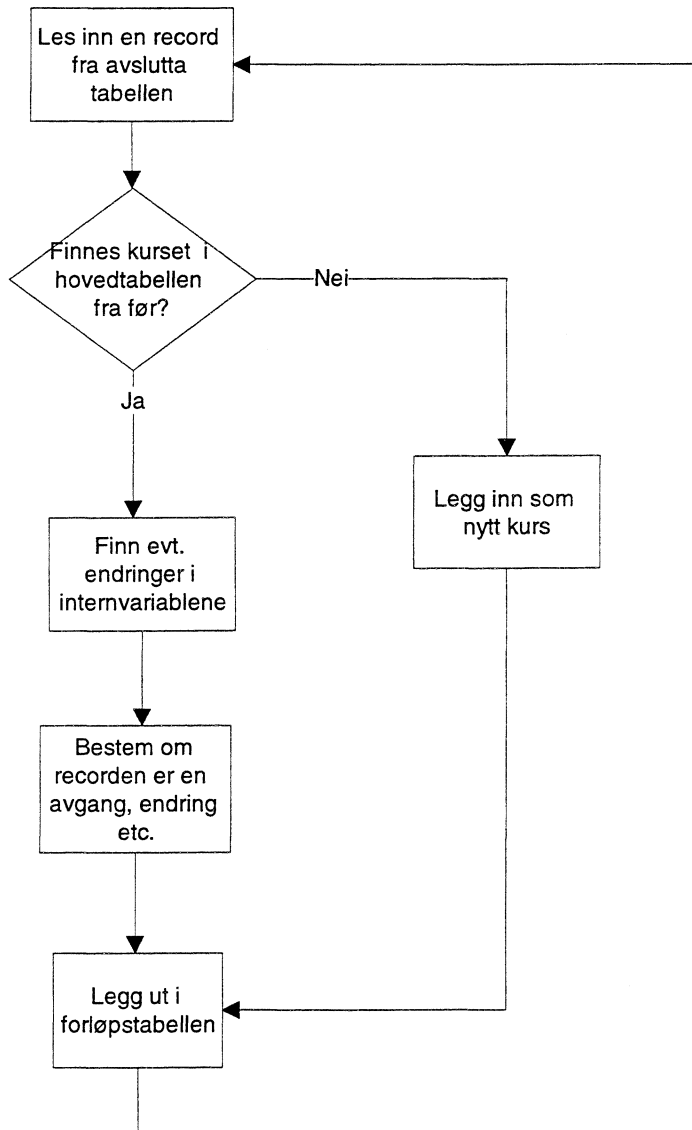 Les inn en record
fra avslutta
tabellen
Finnes kurset i
hovedtabellen
fra før?
Nei
Ja
Legg inn som
nytt kurs
Finn evt.
endringer i
internvariablene
Bestem om
recorden er en
avgang, endring
etc.
Legg ut i
forløpstabellen